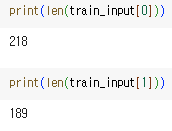 print(len(train_input[0]))
218
print(len(train_input[1]))
189